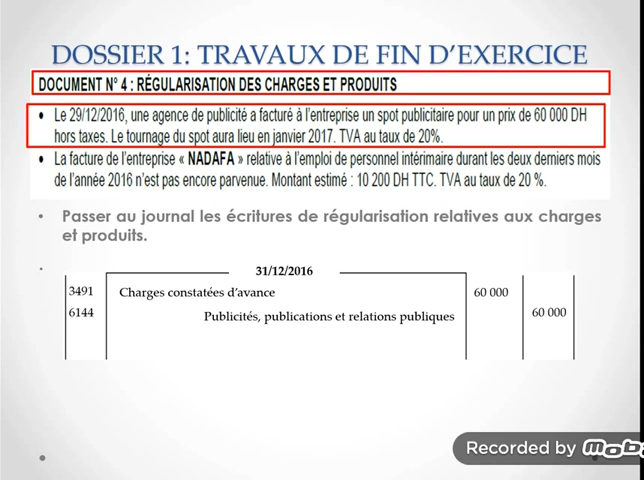 DOSSIER 1: TRAVAUX DE FIN D'EXERCICE
DOCUMENT N° 4 : RÉGULARISATION DES CHARGES ET PRODUITS
• Le 29/12/2016, une agence de publicité a facturé à l'entreprise un spot publicitaire pour un prix de 60 000 DH
hors taxes. Le tournage du spot aura lieu en janvier 2017. TVA au taux de 20%.
• La facture de l'entreprise « NADAFA » relative à l'emploi de personnel intérimaire durant les deux derniers mois
de l'année 2016 n'est pas encore parvenue. Montant estimé : 10 200 DH TTC. TVA au taux de 20 %.
• Passer au journal les écritures de régularisation relatives aux charges
et produits.
31/12/2016
3491 Charges constatées d'avance 60 000
6144 Publicités, publications et relations publiques 60 000
Recorded by